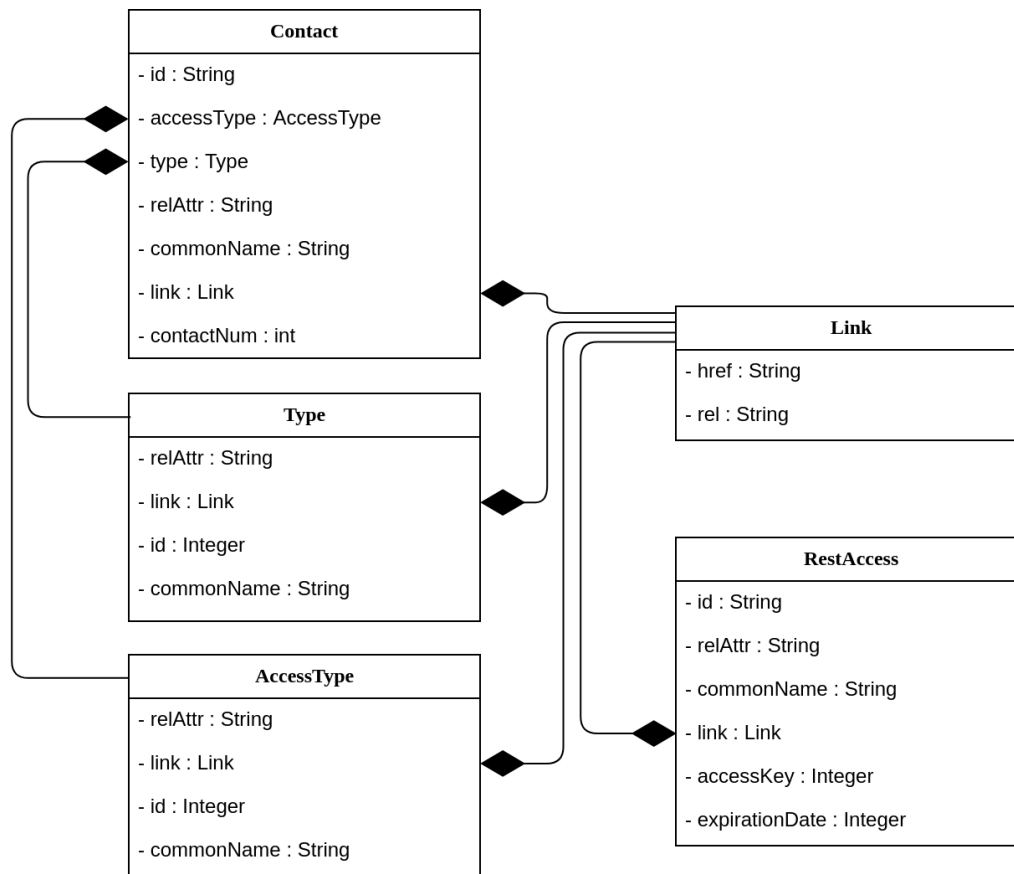 Contact
- id : String
- accessType : AccessType
- type : Type
- relAttr : String
- commonName : String
- link : Link
- contactNum : int
Type
- relAttr : String
- link : Link
- id : Integer
- commonName : String
AccessType
- relAttr : String
- link : Link
- id : Integer
- commonName : String
Link
- href : String
- rel : String
RestAccess
- id : String
- relAttr : String
- commonName : String
- link : Link
- accessKey : Integer
- expirationDate : Integer